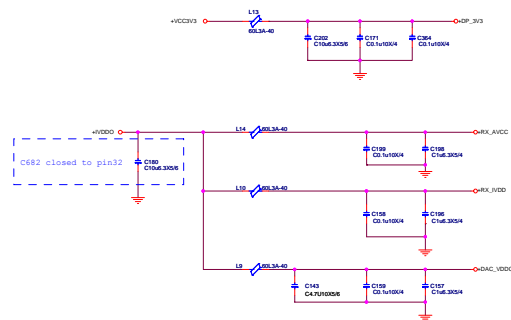 L13
+VCC3V3
+DP_3V3
60L3A-40
C202
C10u6.3X5/6
C171
C0.1u10X/4
C364
C0.1u10X/4
+IVDDO
L14
60L3A-40
+RX_AVCC
C682 closed to pin32
C180
C10u6.3X5/6
C199
C0.1u10X/4
C198
C1u6.3X5/4
L10
60L3A-40
+RX_IVDD
C158
C0.1u10X/4
C196
C1u6.3X5/4
L9
60L3A-40
+DAC_VDDO
C143
C4.7U10X5/6
C159
C0.1u10X/4
C157
C1u6.3X5/4